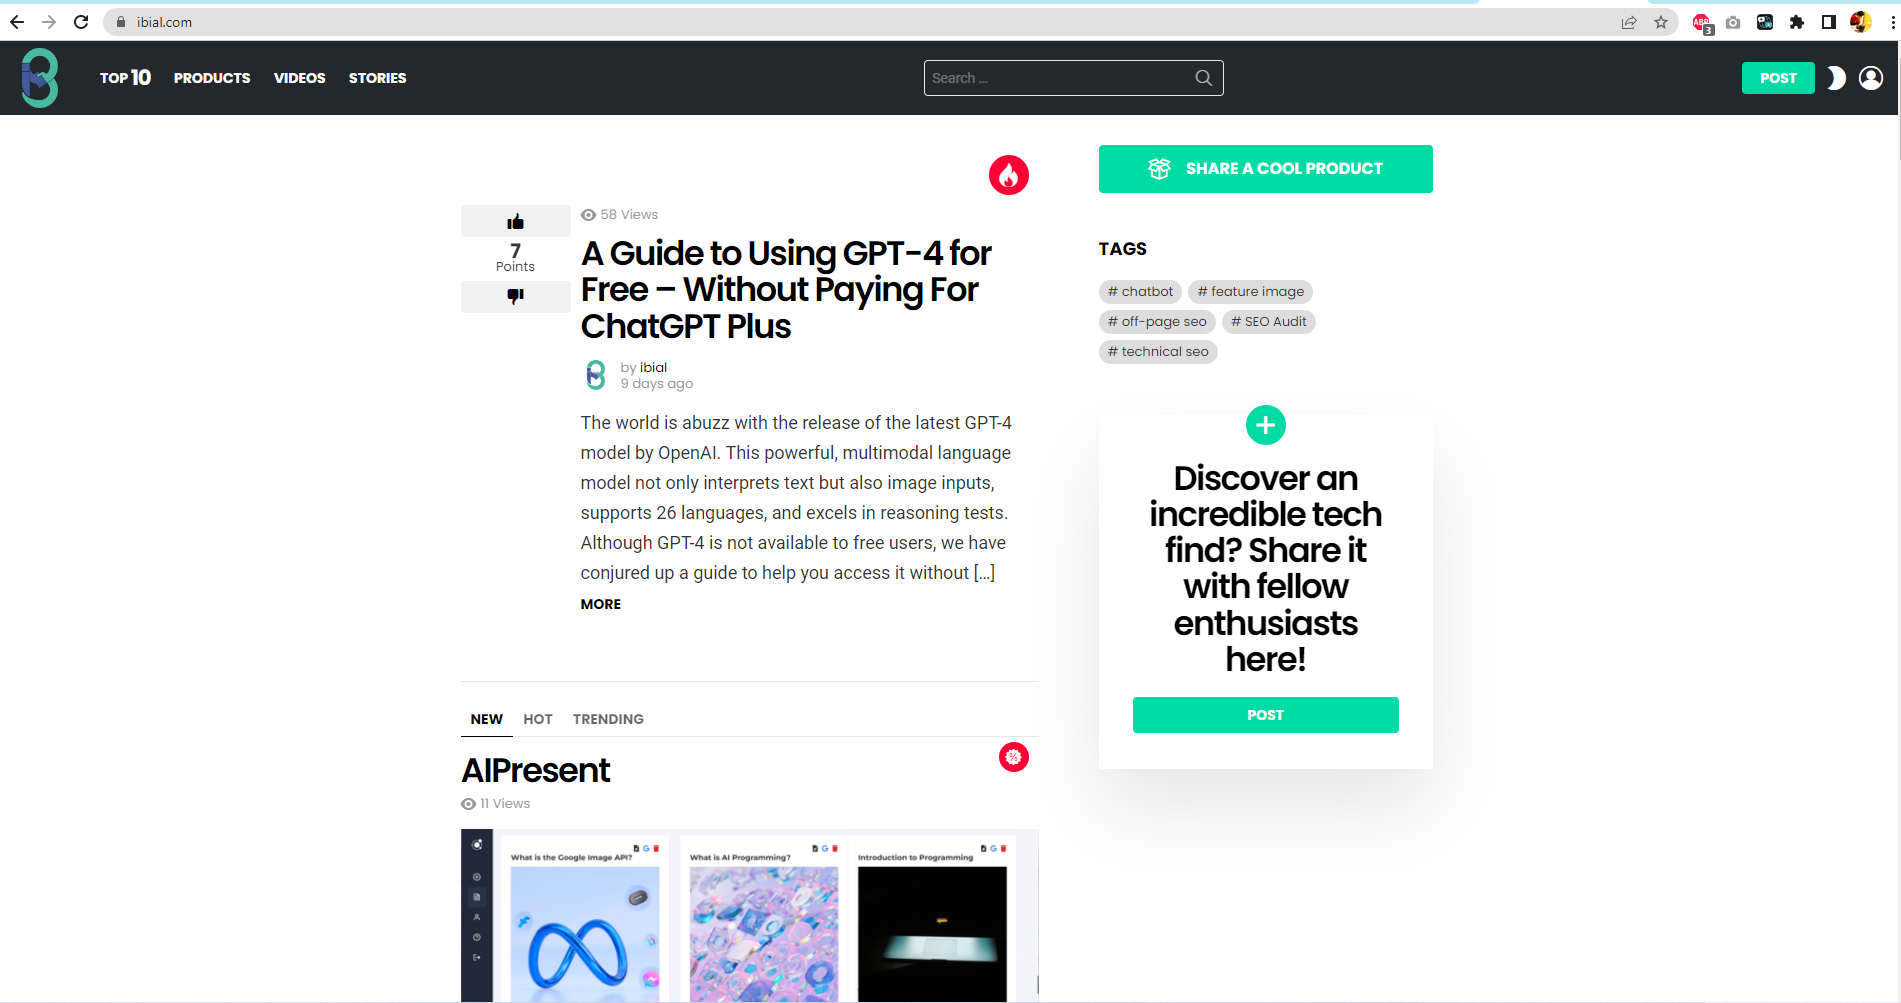 ibial.com
ABP
3
TOP 10 PRODUCTS VIDEOS STORIES
Search ...
POST
SHARE A COOL PRODUCT
58 Views
7
Points
A Guide to Using GPT-4 for
Free – Without Paying For
ChatGPT Plus
by ibial
9 days ago
The world is abuzz with the release of the latest GPT-4
model by OpenAI. This powerful, multimodal language
model not only interprets text but also image inputs,
supports 26 languages, and excels in reasoning tests.
Although GPT-4 is not available to free users, we have
conjured up a guide to help you access it without [...]
MORE
TAGS
# chatbot # feature image
# off-page seo # SEO Audit
# technical seo
Discover an
incredible tech
find? Share it
with fellow
enthusiasts
here!
POST
NEW HOT TRENDING
AIPresent
11 Views
What is the Google Image API?
What is AI Programming?
Introduction to Programming